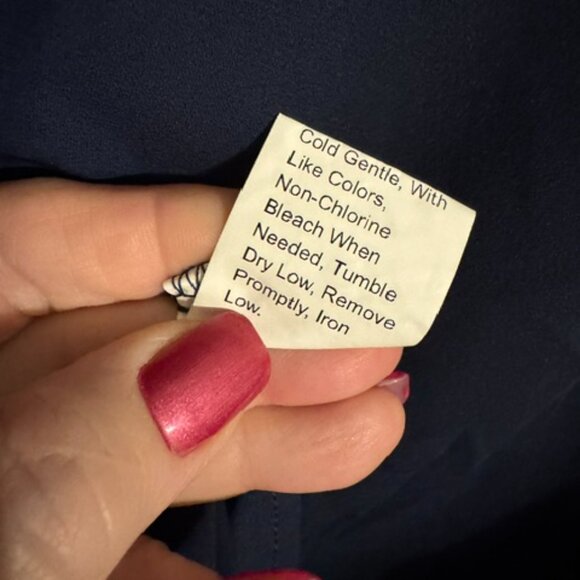 Cold Gentle, With
Like Colors,
Non-Chlorine
Bleach When
Needed, Tumble
Dry Low, Remove
Promptly, Iron
Low.